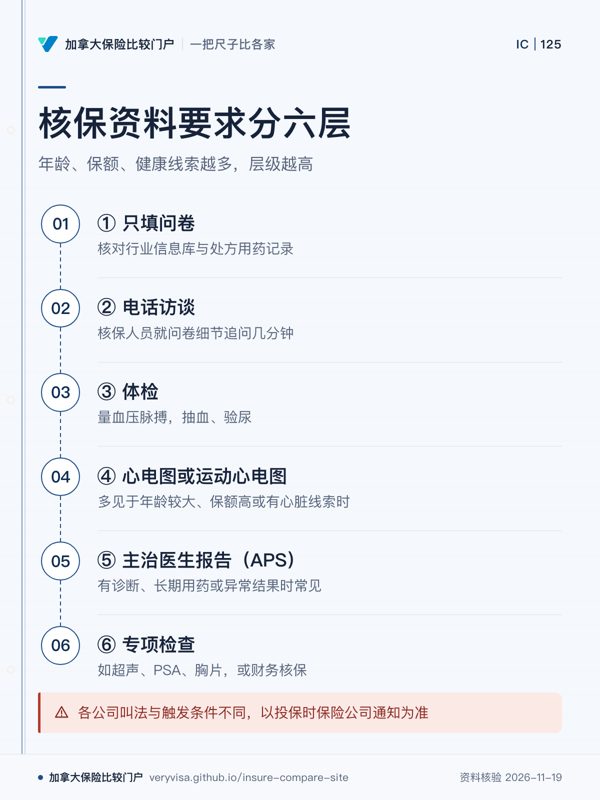 加拿大保险比较门户 | 一把尺子比各家
IC | 125
核保资料要求分六层
年龄、保额、健康线索越多，层级越高
01
① 只填问卷
核对行业信息库与处方用药记录
02
② 电话访谈
核保人员就问卷细节追问几分钟
03
③ 体检
量血压脉搏，抽血、验尿
04
④ 心电图或运动心电图
多见于年龄较大、保额高或有心脏线索时
05
⑤ 主治医生报告（APS）
有诊断、长期用药或异常结果时常见
06
⑥ 专项检查
如超声、PSA、胸片，或财务核保
各公司叫法与触发条件不同，以投保时保险公司通知为准
加拿大保险比较门户 veryvisa.github.io/insure-compare-site
资料核验 2026-11-19